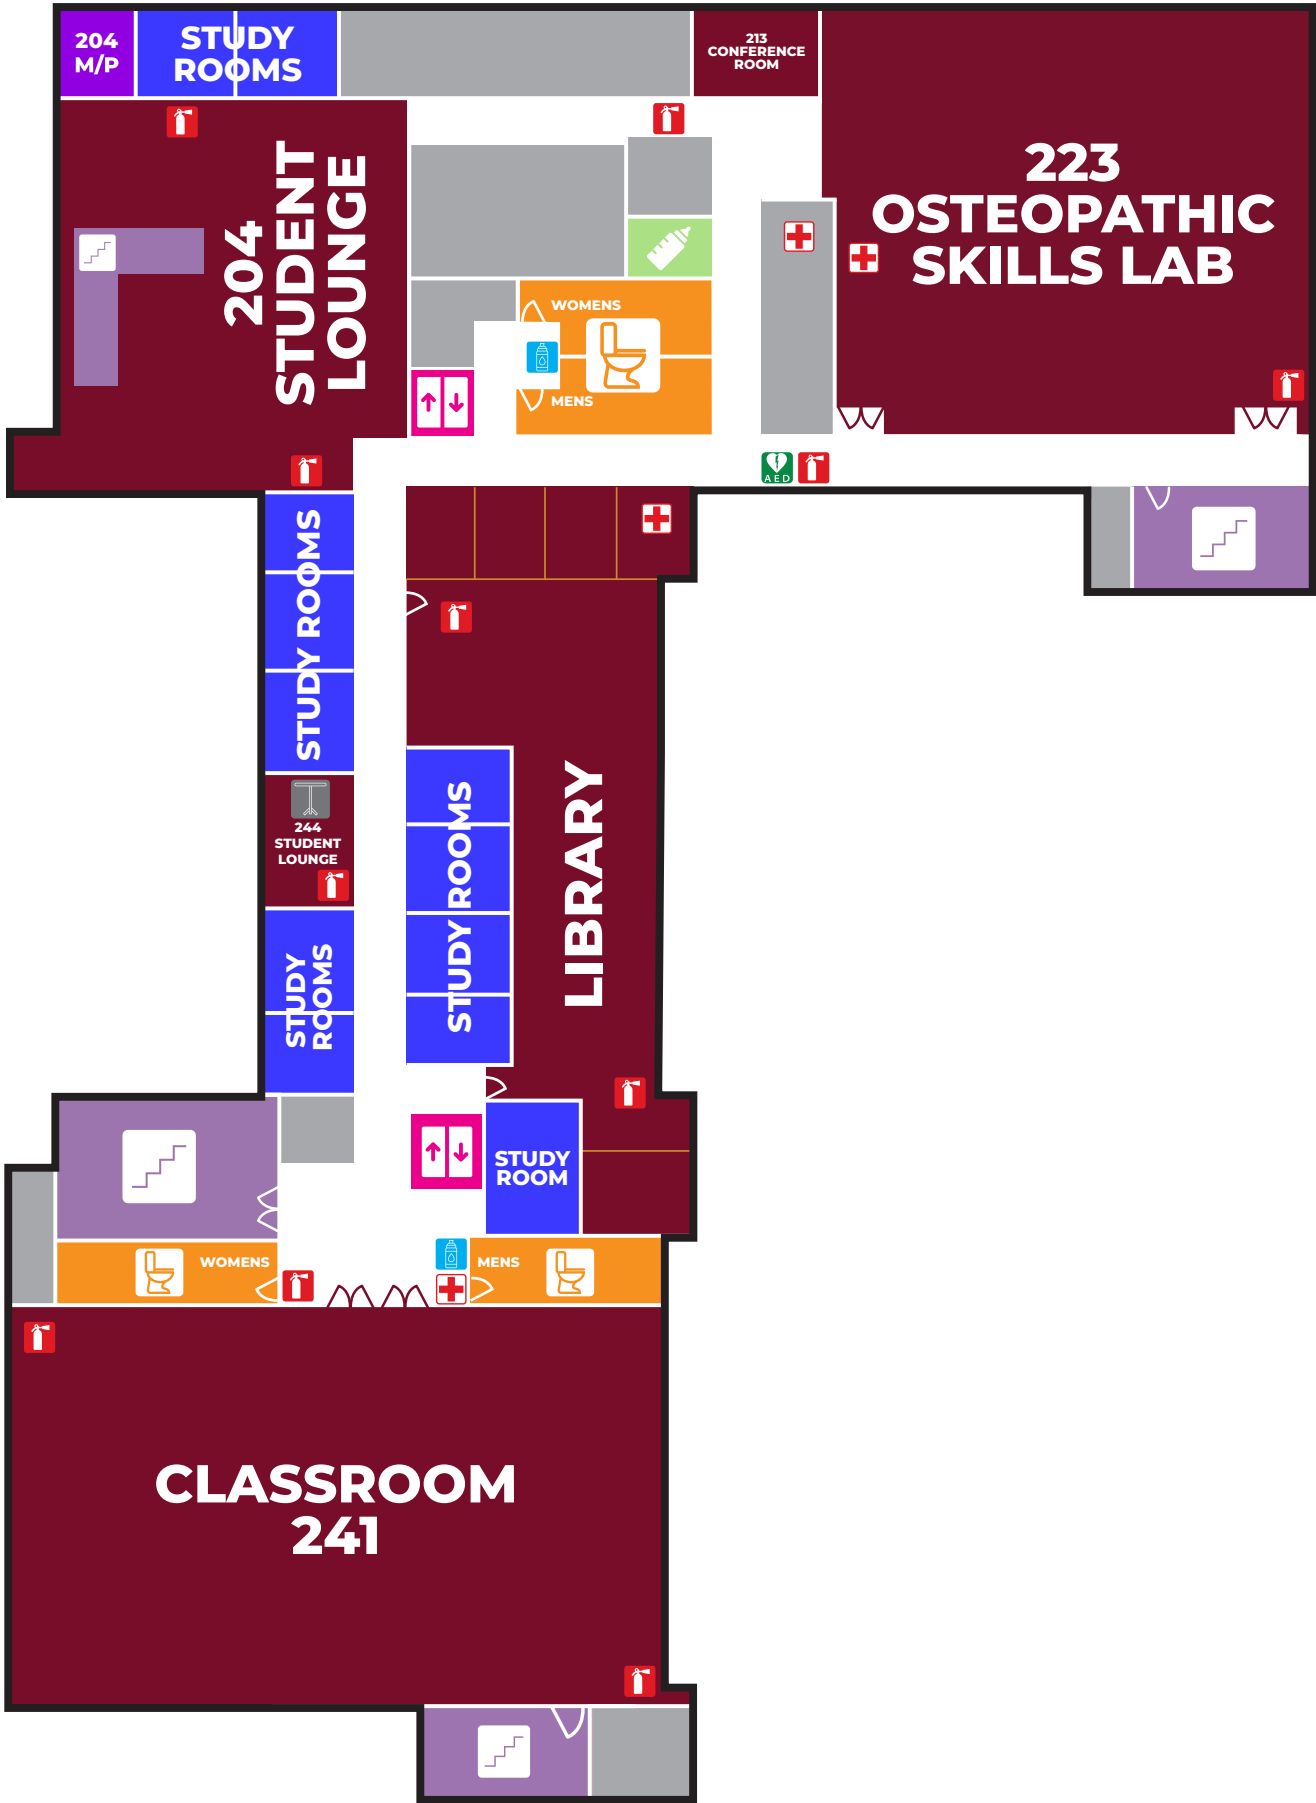 204
M/P
STUDY
ROOMS
213
CONFERENCE
ROOM
204
STUDENT
LOUNGE
223
OSTEOPATHIC
SKILLS LAB
WOMENS
MENS
AED
STUDY ROOMS
244
STUDENT
LOUNGE
STUDY ROOMS
LIBRARY
STUDY
ROOMS
STUDY
ROOM
WOMENS
MENS
CLASSROOM
241